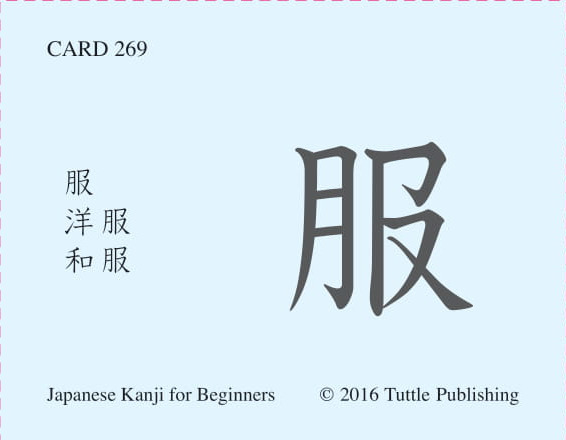 CARD 269
服
洋服
和服
服
Japanese Kanji for Beginners
© 2016 Tuttle Publishing